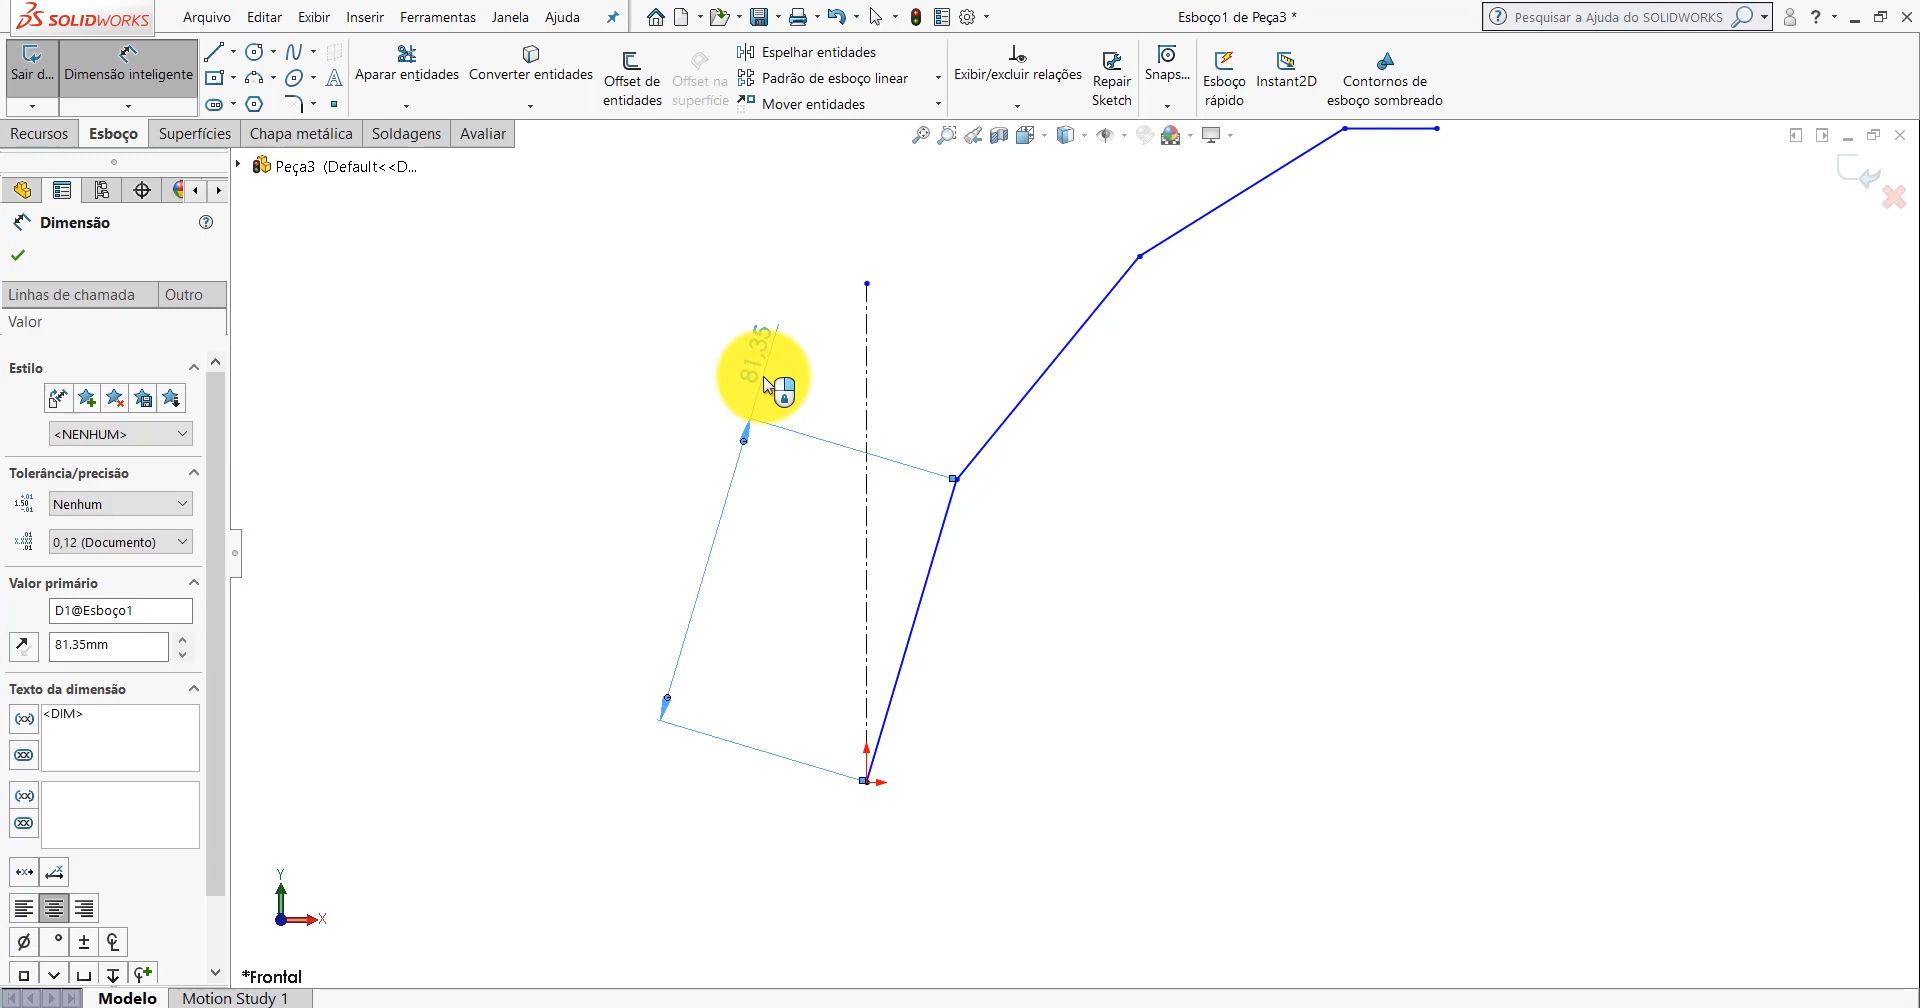 SOLIDWORKS
Arquivo Editar Exibir Inserir Ferramentas Janela Ajuda
Esboço1 de Peça3 *
Pesquisar a Ajuda do SOLIDWORKS
Sair d...
Dimensão inteligente
Aparar entidades
Converter entidades
Offset de
entidades
Offset na
superfície
Espelhar entidades
Padrão de esboço linear
Mover entidades
Exibir/excluir relações
Repair
Sketch
Snaps...
Esboço
rápido
Instant2D
Contornos de
esboço sombreado
Recursos Esboço Superfícies Chapa metálica Soldagens Avaliar
Peça3 (Default<<D...
Dimensão
Linhas de chamada Outro
Valor
Estilo
<NENHUM>
Tolerância/precisão
Nenhum
0,12 (Documento)
Valor primário
D1@Esboço1
81.35mm
Texto da dimensão
<DIM>
81,35
Y
X
*Frontal
Modelo Motion Study 1